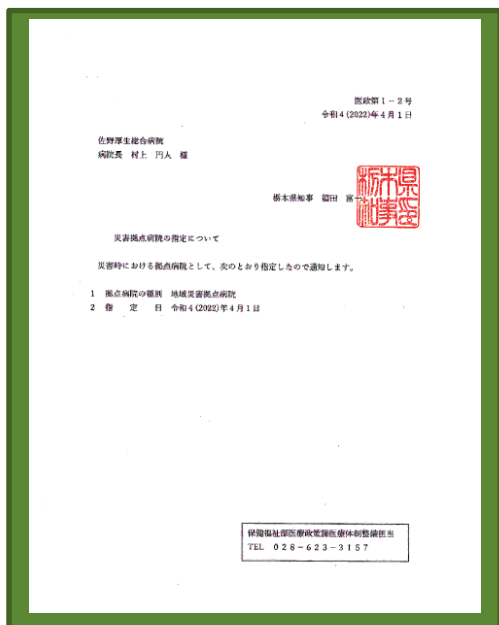 医政第1-2号
令和4(2022)年4月1日
佐野厚生総合病院
病院長 村上 円人 様
栃木県知事 福田 富一
災害拠点病院の指定について
災害時における拠点病院として、次のとおり指定したので通知します。
1 拠点病院の種別 地域災害拠点病院
2 指定日 令和4(2022)年4月1日
保健福祉部医療政策課医療体制整備担当
TEL 028-623-3157